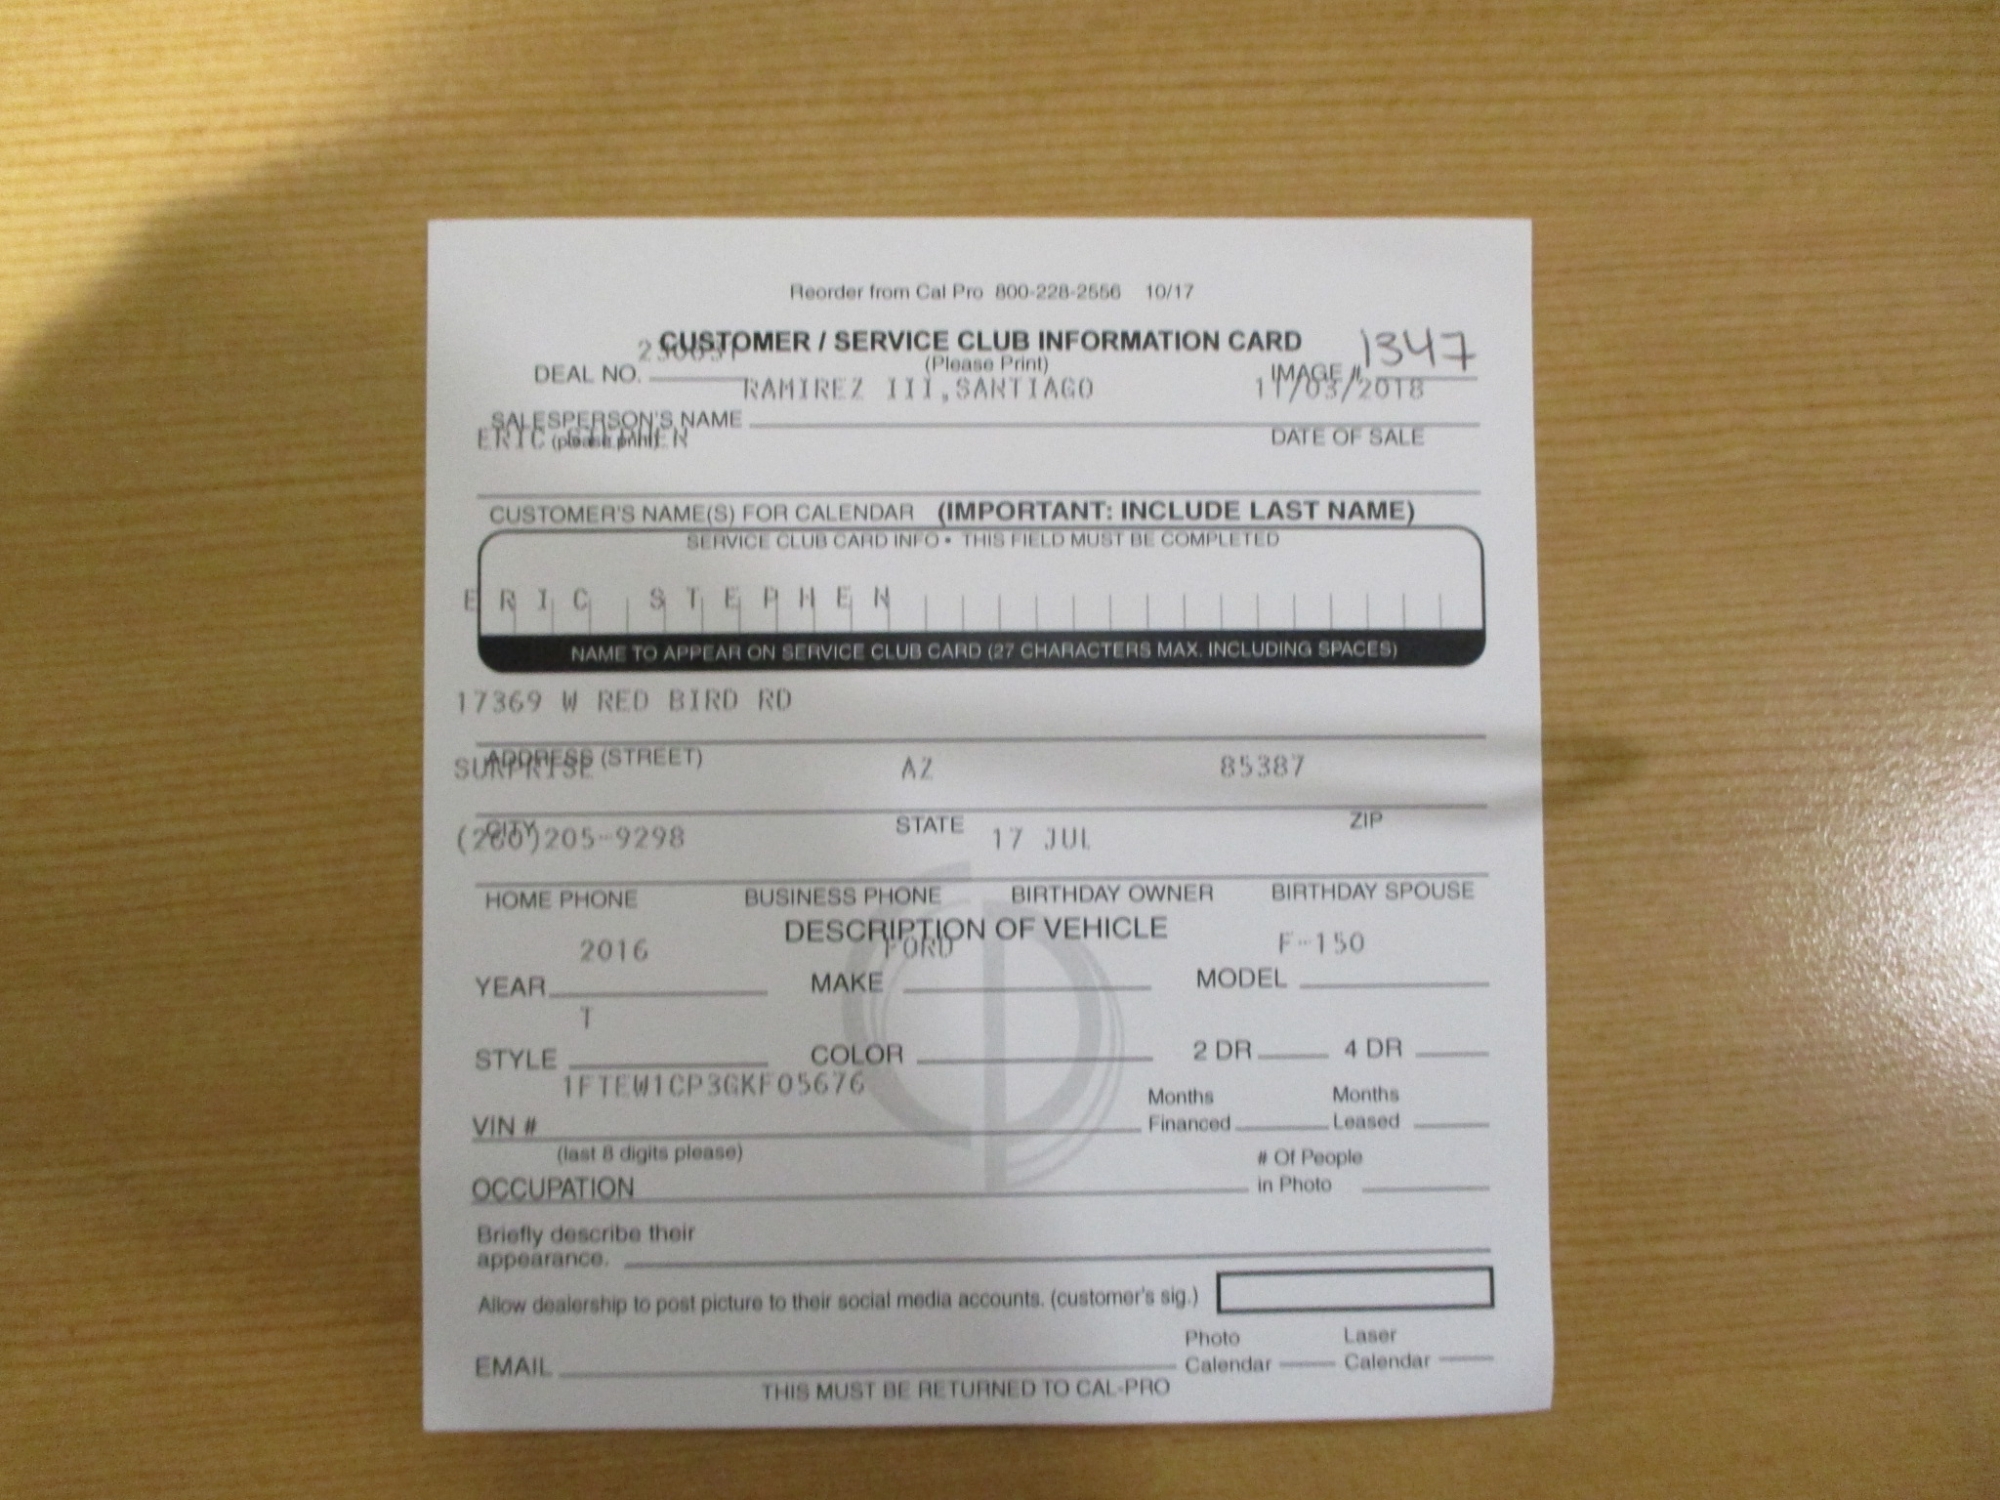 Reorder from Cal Pro 800-228-2556 10/17
CUSTOMER / SERVICE CLUB INFORMATION CARD
(Please Print)
DEAL NO.
IMAGE # 1347
RAMIREZ III,SANTIAGO 11/03/2018
SALESPERSON'S NAME
(please print)
DATE OF SALE
ERIC
CUSTOMER'S NAME(S) FOR CALENDAR (IMPORTANT: INCLUDE LAST NAME)
SERVICE CLUB CARD INFO • THIS FIELD MUST BE COMPLETED
ERIC STEPHEN
NAME TO APPEAR ON SERVICE CLUB CARD (27 CHARACTERS MAX. INCLUDING SPACES)
17369 W RED BIRD RD
ADDRESS (STREET)
SURPRISE AZ 85387
CITY STATE ZIP
205-9298 17 JUL
HOME PHONE BUSINESS PHONE BIRTHDAY OWNER BIRTHDAY SPOUSE
DESCRIPTION OF VEHICLE
2016 FORD F-150
YEAR MAKE MODEL
T
STYLE COLOR 2 DR 4 DR
1FTEW1CP3GKF05676
VIN #
(last 8 digits please)
Months Financed
Months Leased
OCCUPATION
# Of People in Photo
Briefly describe their
appearance.
Allow dealership to post picture to their social media accounts. (customer's sig.)
EMAIL
Photo Calendar
Laser Calendar
THIS MUST BE RETURNED TO CAL-PRO